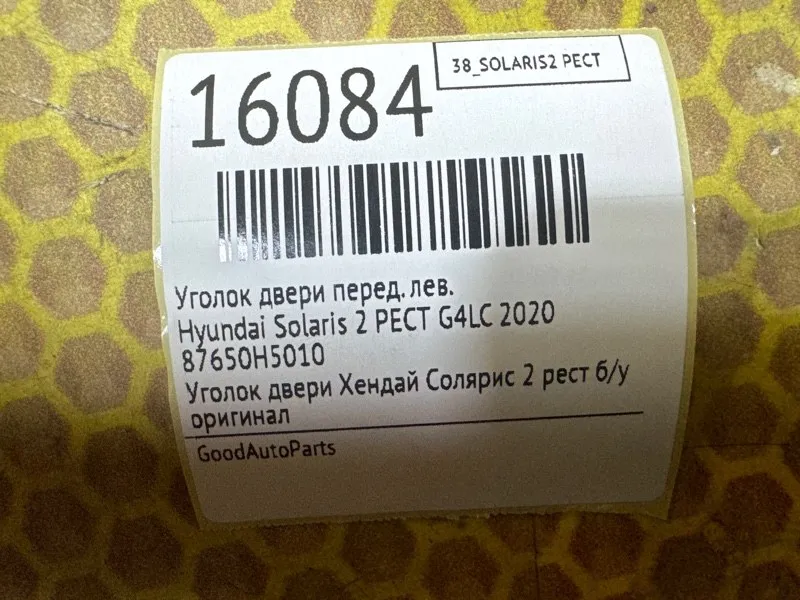 38_SOLARIS2 РЕСТ
16084
Уголок двери перед. лев.
Hyundai Solaris 2 РЕСТ G4LC 2020
87650H5010
Уголок двери Хендай Солярис 2 рест б/у
оригинал
GoodAutoParts